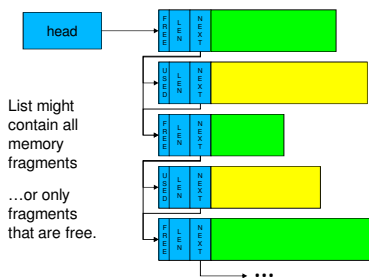 head
FREE LEN NEXT
USED LEN NEXT
List might
contain all
memory
fragments
FREE LEN NEXT
USED LEN NEXT
…or only
fragments
that are free.
FREE LEN NEXT
•••